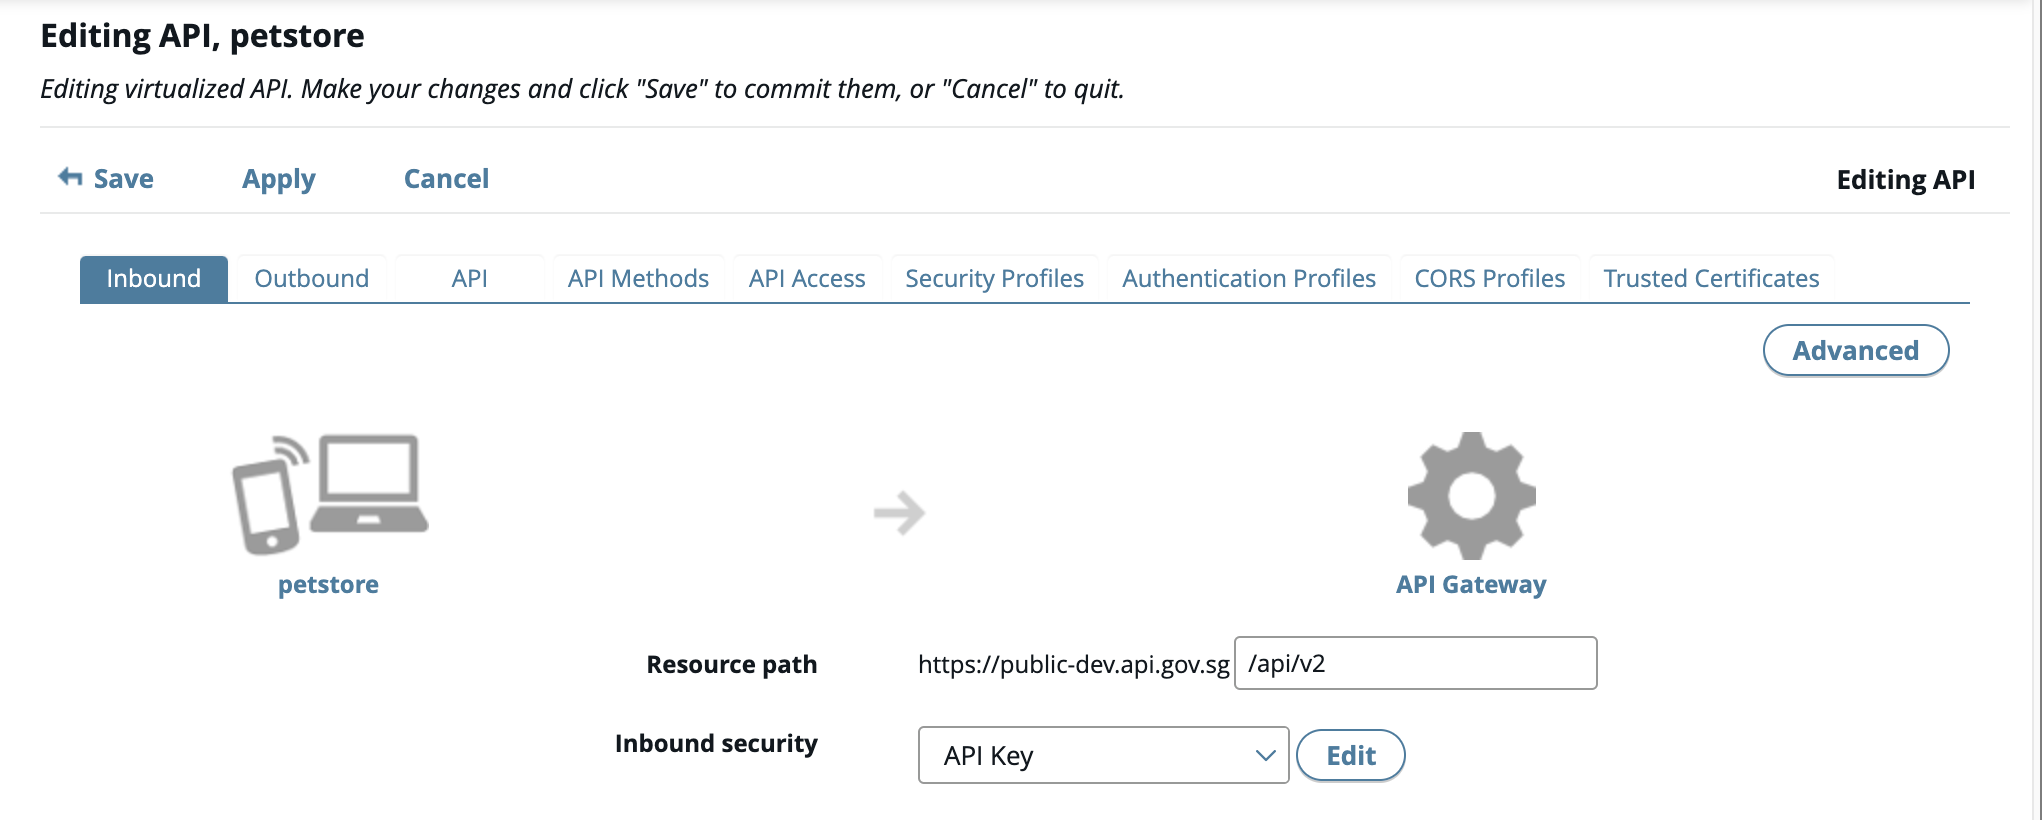 Editing API, petstore
Editing virtualized API. Make your changes and click "Save" to commit them, or "Cancel" to quit.
Save Apply Cancel Editing API
Inbound Outbound API API Methods API Access Security Profiles Authentication Profiles CORS Profiles Trusted Certificates
Advanced
petstore API Gateway
Resource path https://public-dev.api.gov.sg /api/v2
Inbound security API Key Edit